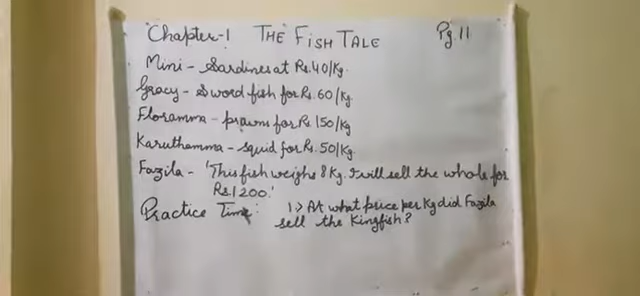 Chapter-1 THE FISH TALE Pg.11
Mini - Sardines at Rs.40/Kg.
Gracy - Sword fish for Rs.60/Kg.
Floramma - prawns for Rs 150/Kg
Karuthamma - squid for Rs.50/Kg.
Fazila - 'This fish weighs 8 Kg. I will sell the whole for
Rs.1200.'
Practice Time: 1> At what price per Kg did Fazila
sell the Kingfish?